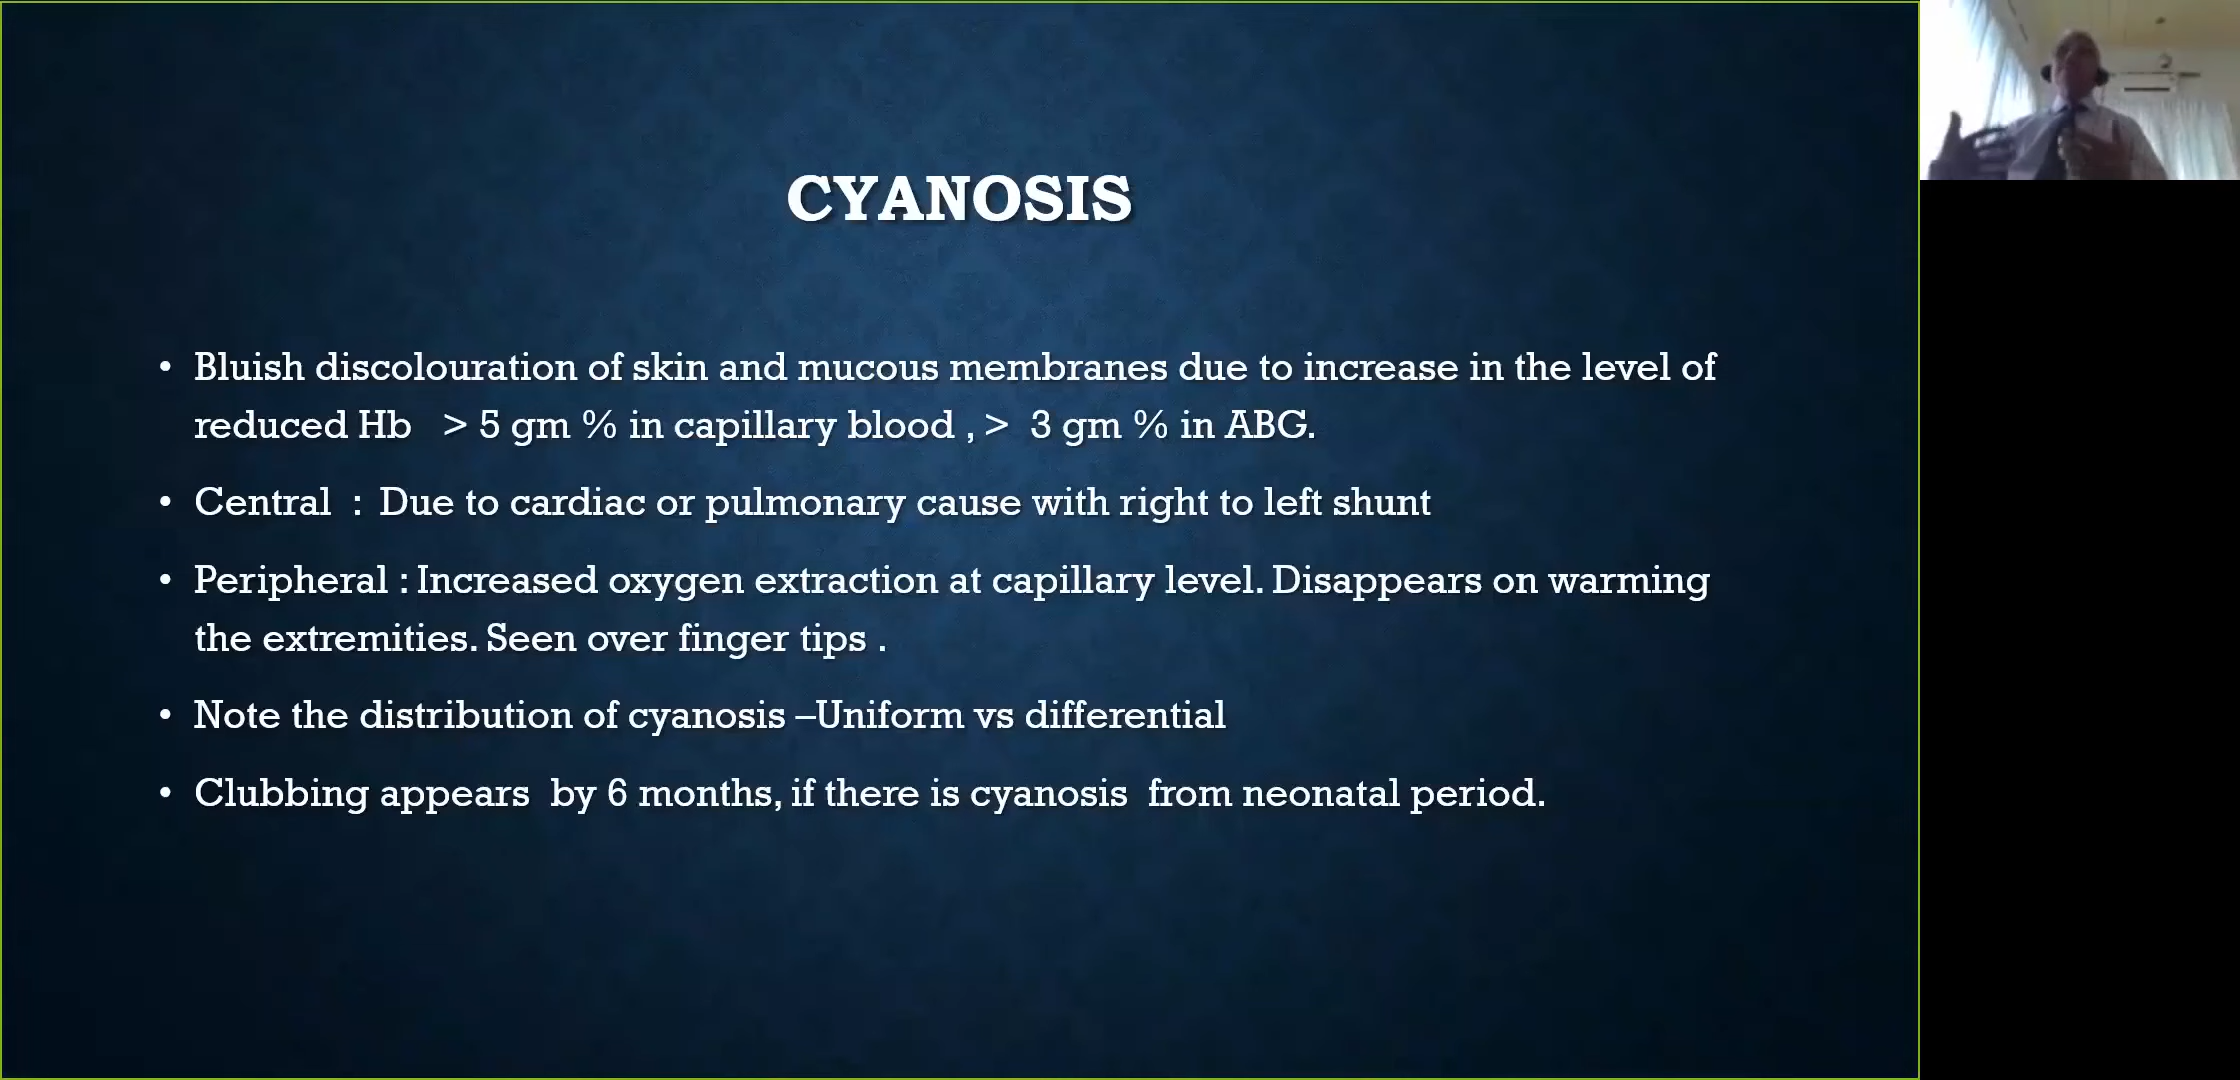 CYANOSIS
• Bluish discolouration of skin and mucous membranes due to increase in the level of
reduced Hb > 5 gm % in capillary blood , > 3 gm % in ABG.
• Central : Due to cardiac or pulmonary cause with right to left shunt
• Peripheral : Increased oxygen extraction at capillary level. Disappears on warming
the extremities. Seen over finger tips .
• Note the distribution of cyanosis –Uniform vs differential
• Clubbing appears by 6 months, if there is cyanosis from neonatal period.